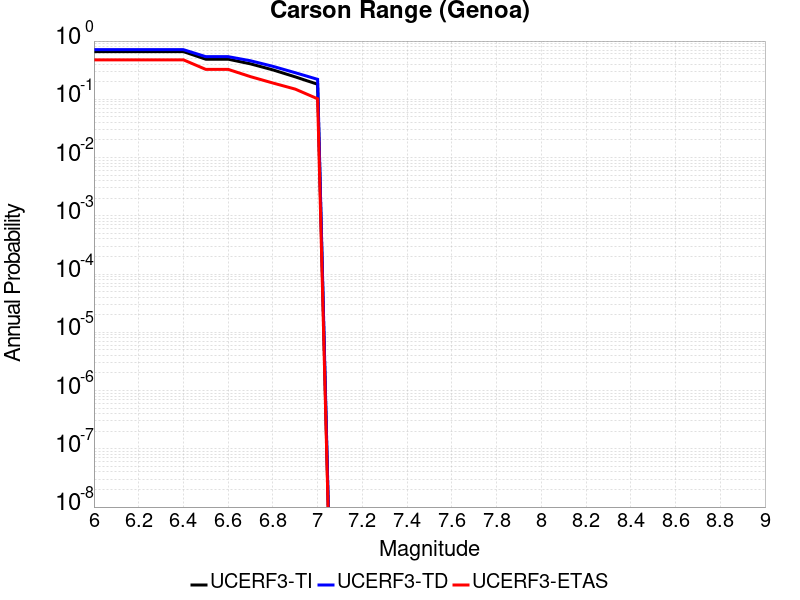 Carson Range (Genoa)
Annual Probability
10^0
10^-1
10^-2
10^-3
10^-4
10^-5
10^-6
10^-7
10^-8
6 6.2 6.4 6.6 6.8 7 7.2 7.4 7.6 7.8 8 8.2 8.4 8.6 8.8 9
Magnitude
UCERF3-TI UCERF3-TD UCERF3-ETAS